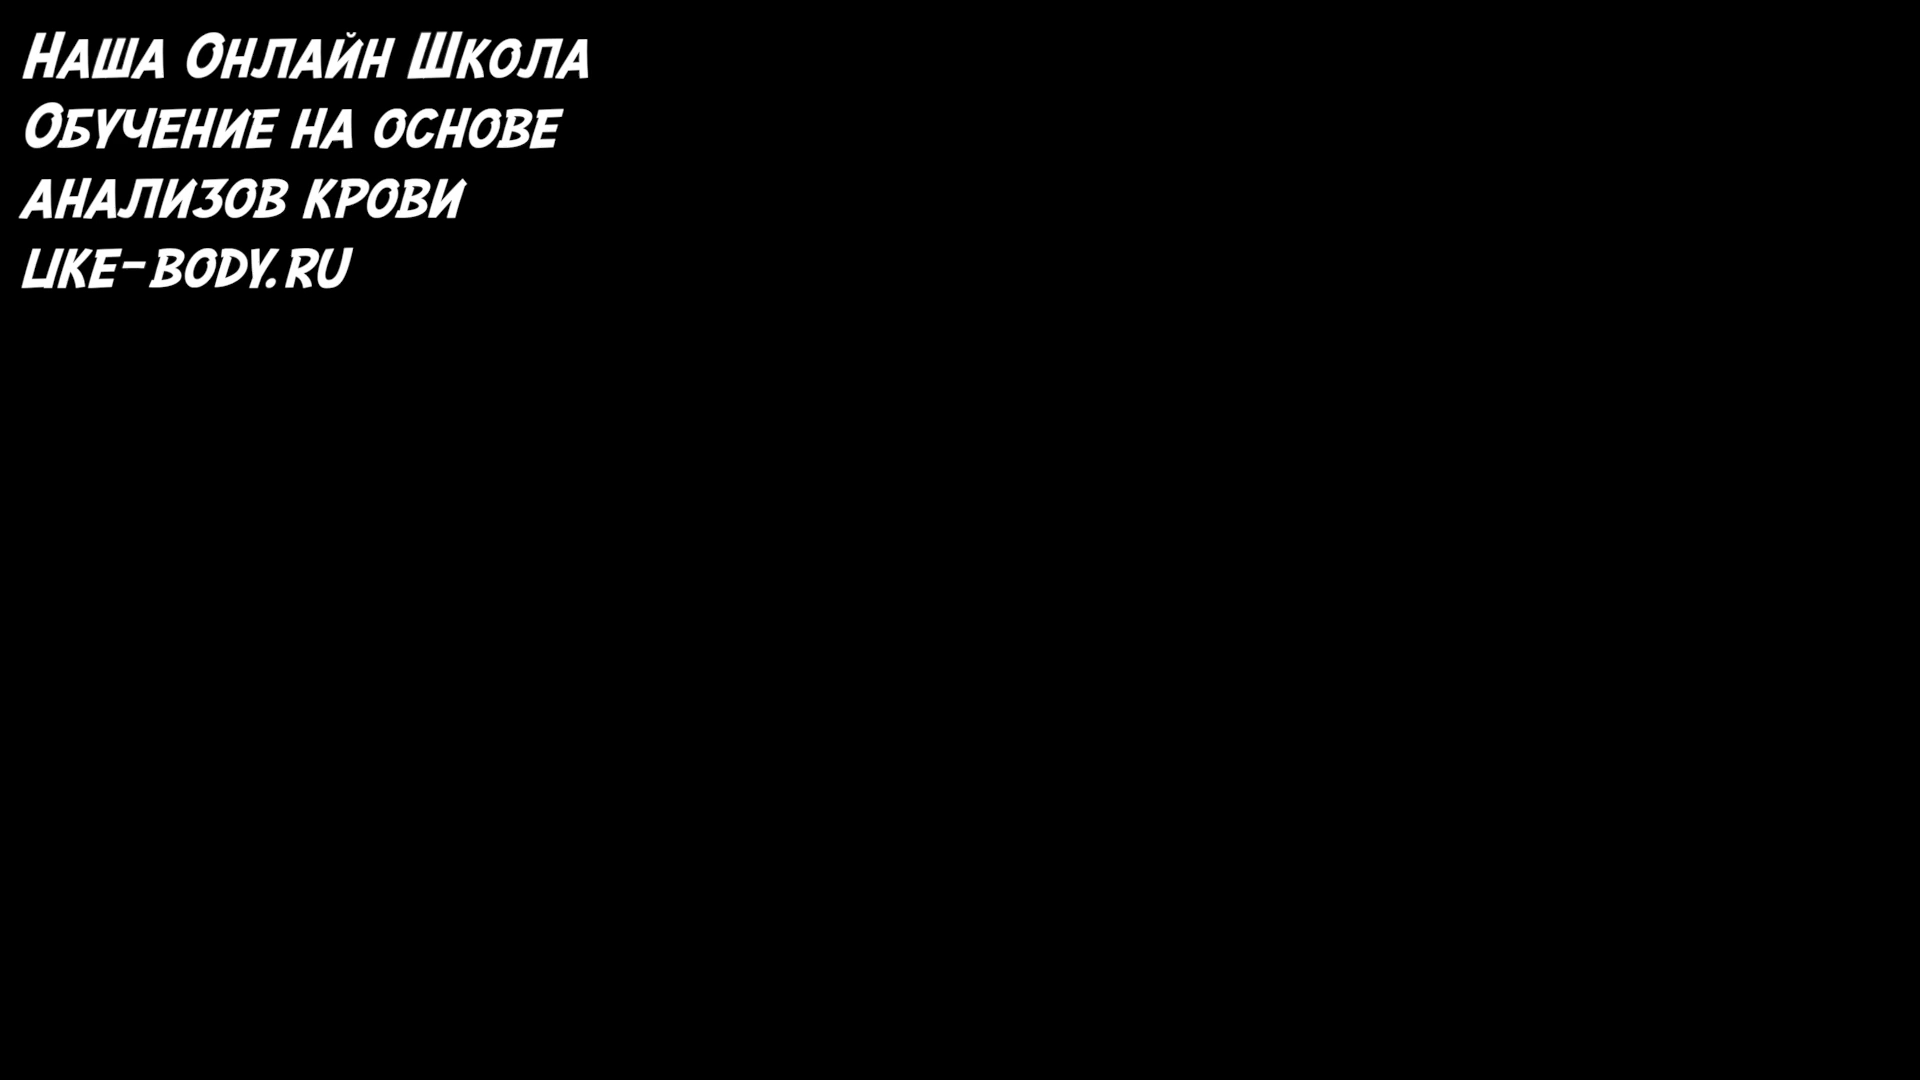 Наша Онлайн Школа
Обучение на основе
анализов крови
like-body.ru